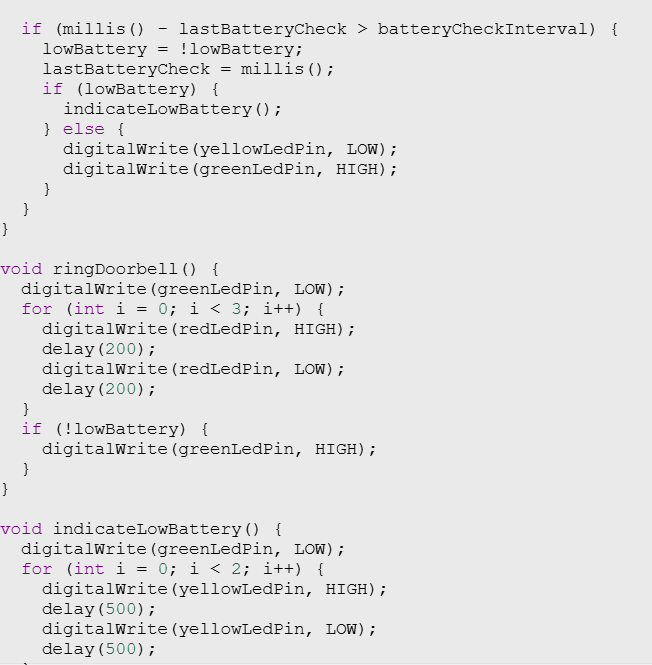 if (millis() - lastBatteryCheck > batteryCheckInterval) {
lowBattery = !lowBattery;
lastBatteryCheck = millis();
if (lowBattery) {
indicateLowBattery();
} else {
digitalWrite(yellowLedPin, LOW);
digitalWrite(greenLedPin, HIGH);
}
}
}
void ringDoorbell() {
digitalWrite(greenLedPin, LOW);
for (int i = 0; i < 3; i++) {
digitalWrite(redLedPin, HIGH);
delay(200);
digitalWrite(redLedPin, LOW);
delay(200);
}
if (!lowBattery) {
digitalWrite(greenLedPin, HIGH);
}
}
void indicateLowBattery() {
digitalWrite(greenLedPin, LOW);
for (int i = 0; i < 2; i++) {
digitalWrite(yellowLedPin, HIGH);
delay(500);
digitalWrite(yellowLedPin, LOW);
delay(500);